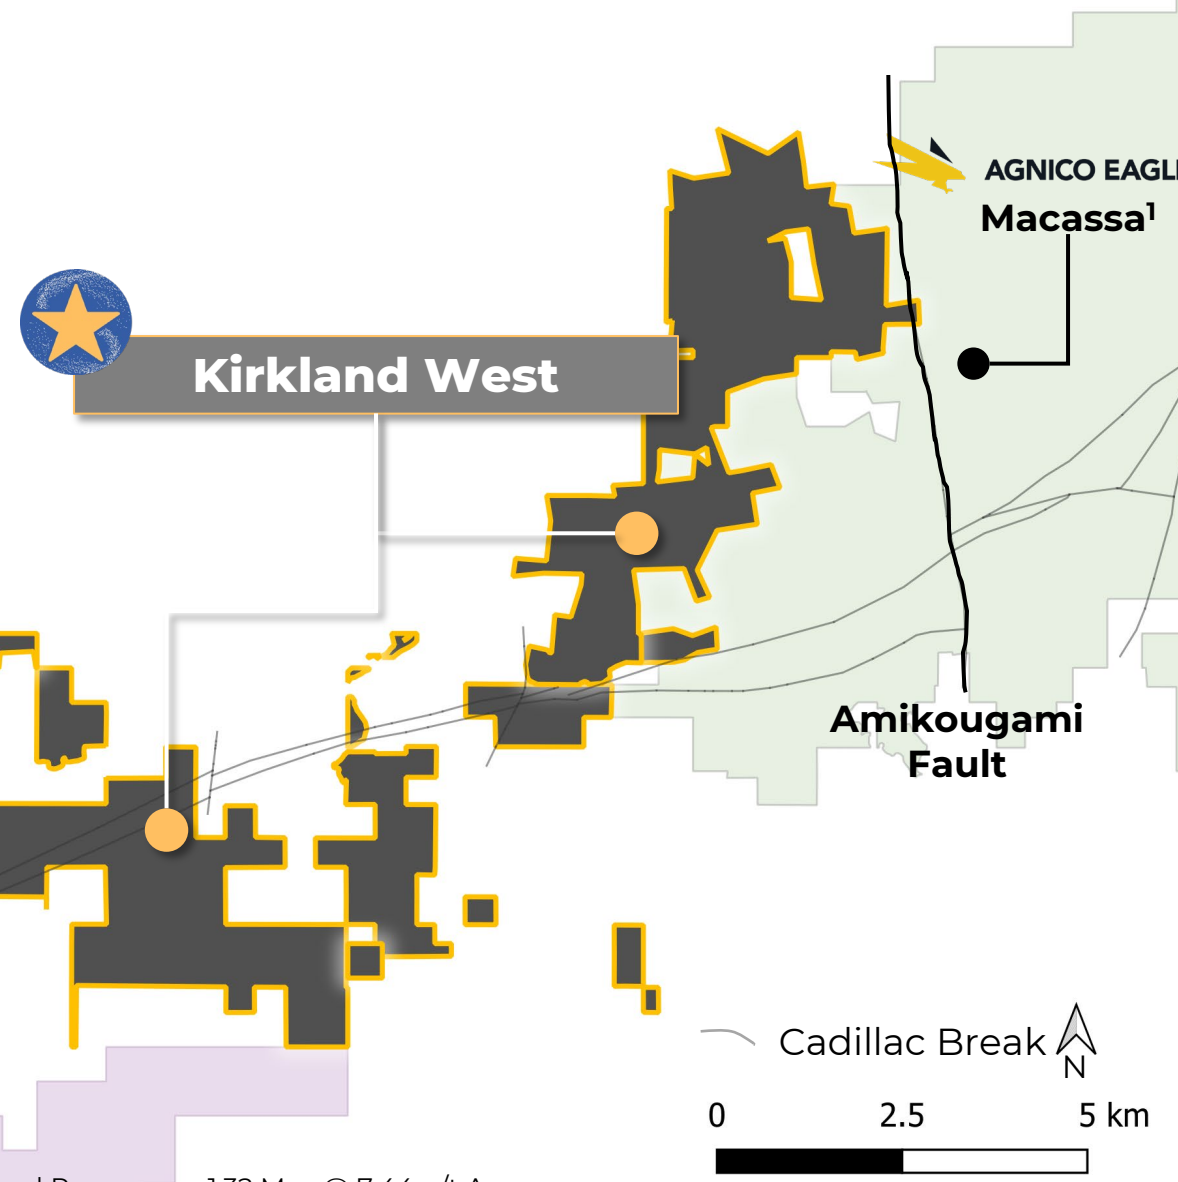 AGNICO EAGL
Macassa¹
Kirkland West
Amikougami
Fault
Cadillac Break
N
0 2.5 5 km